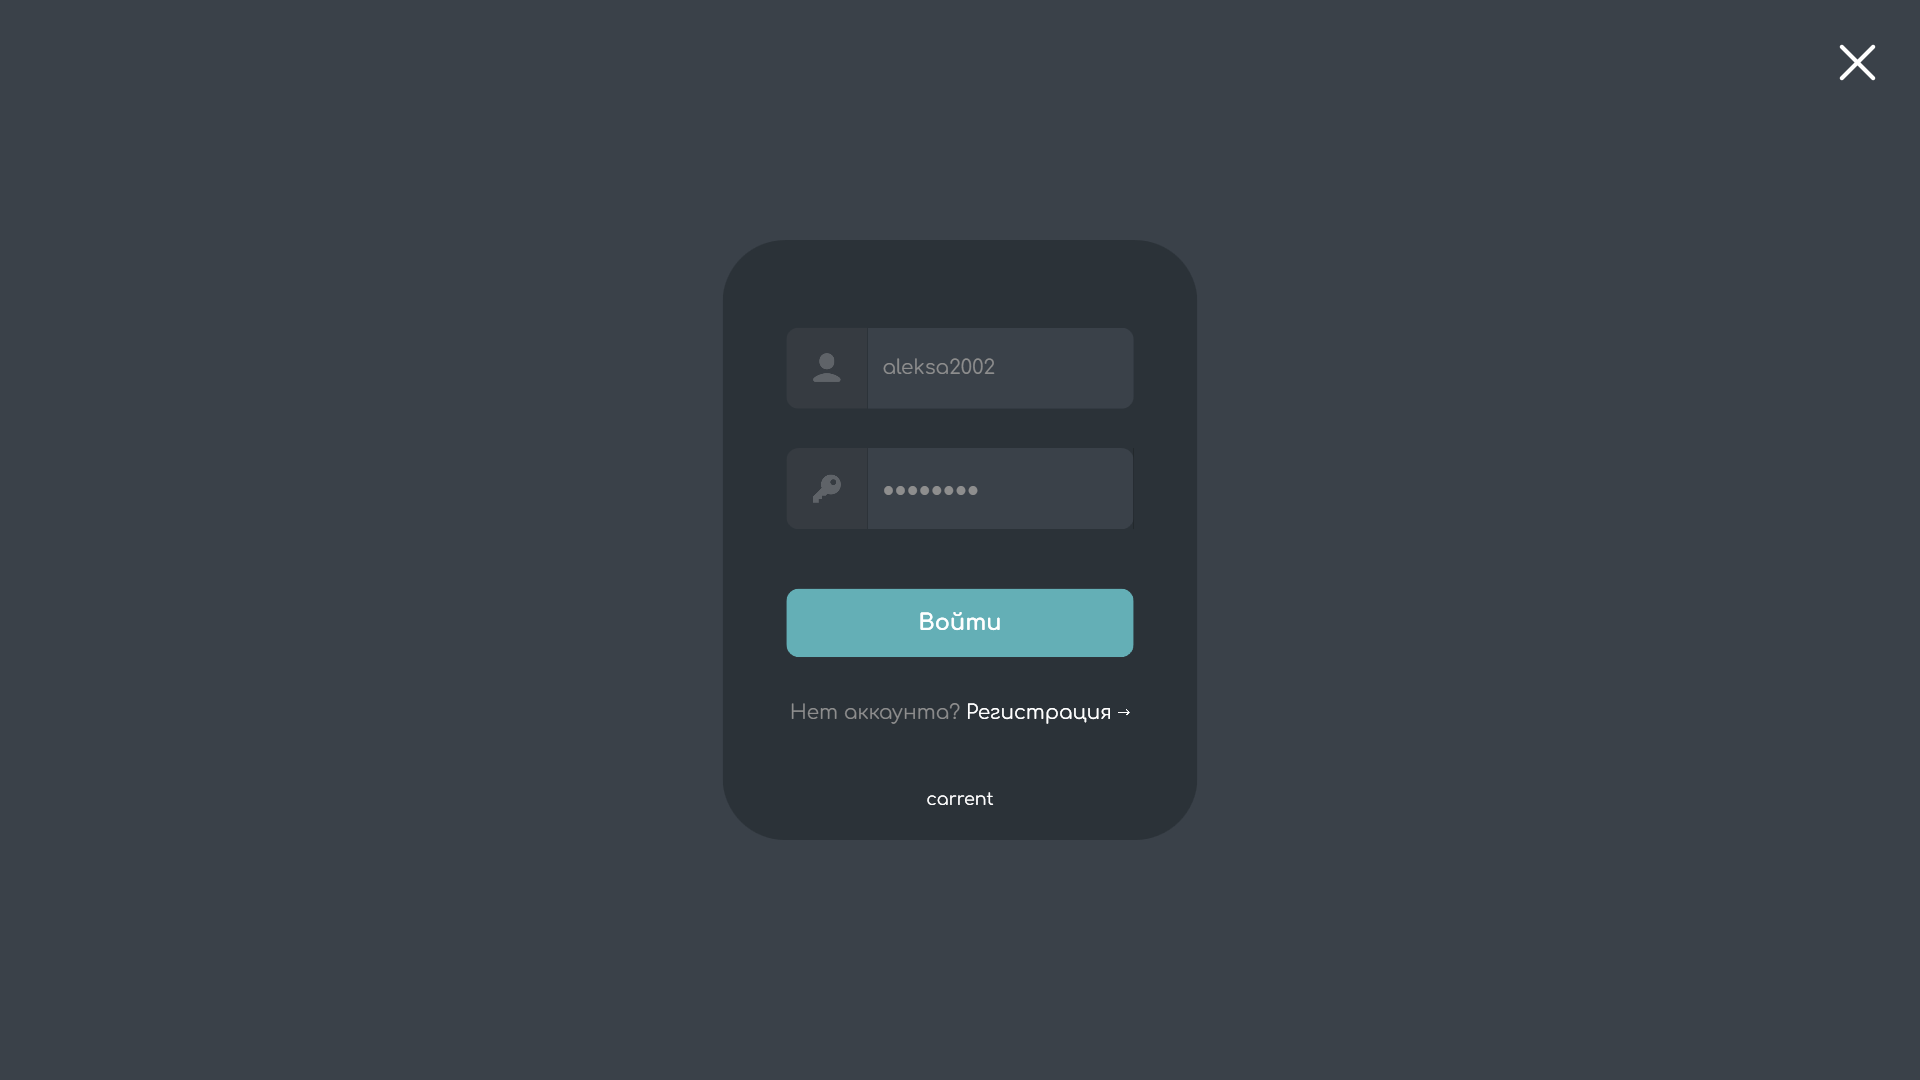 aleksa2002
••••••••
Войти
Нет аккаунта? Регистрация →
carrent